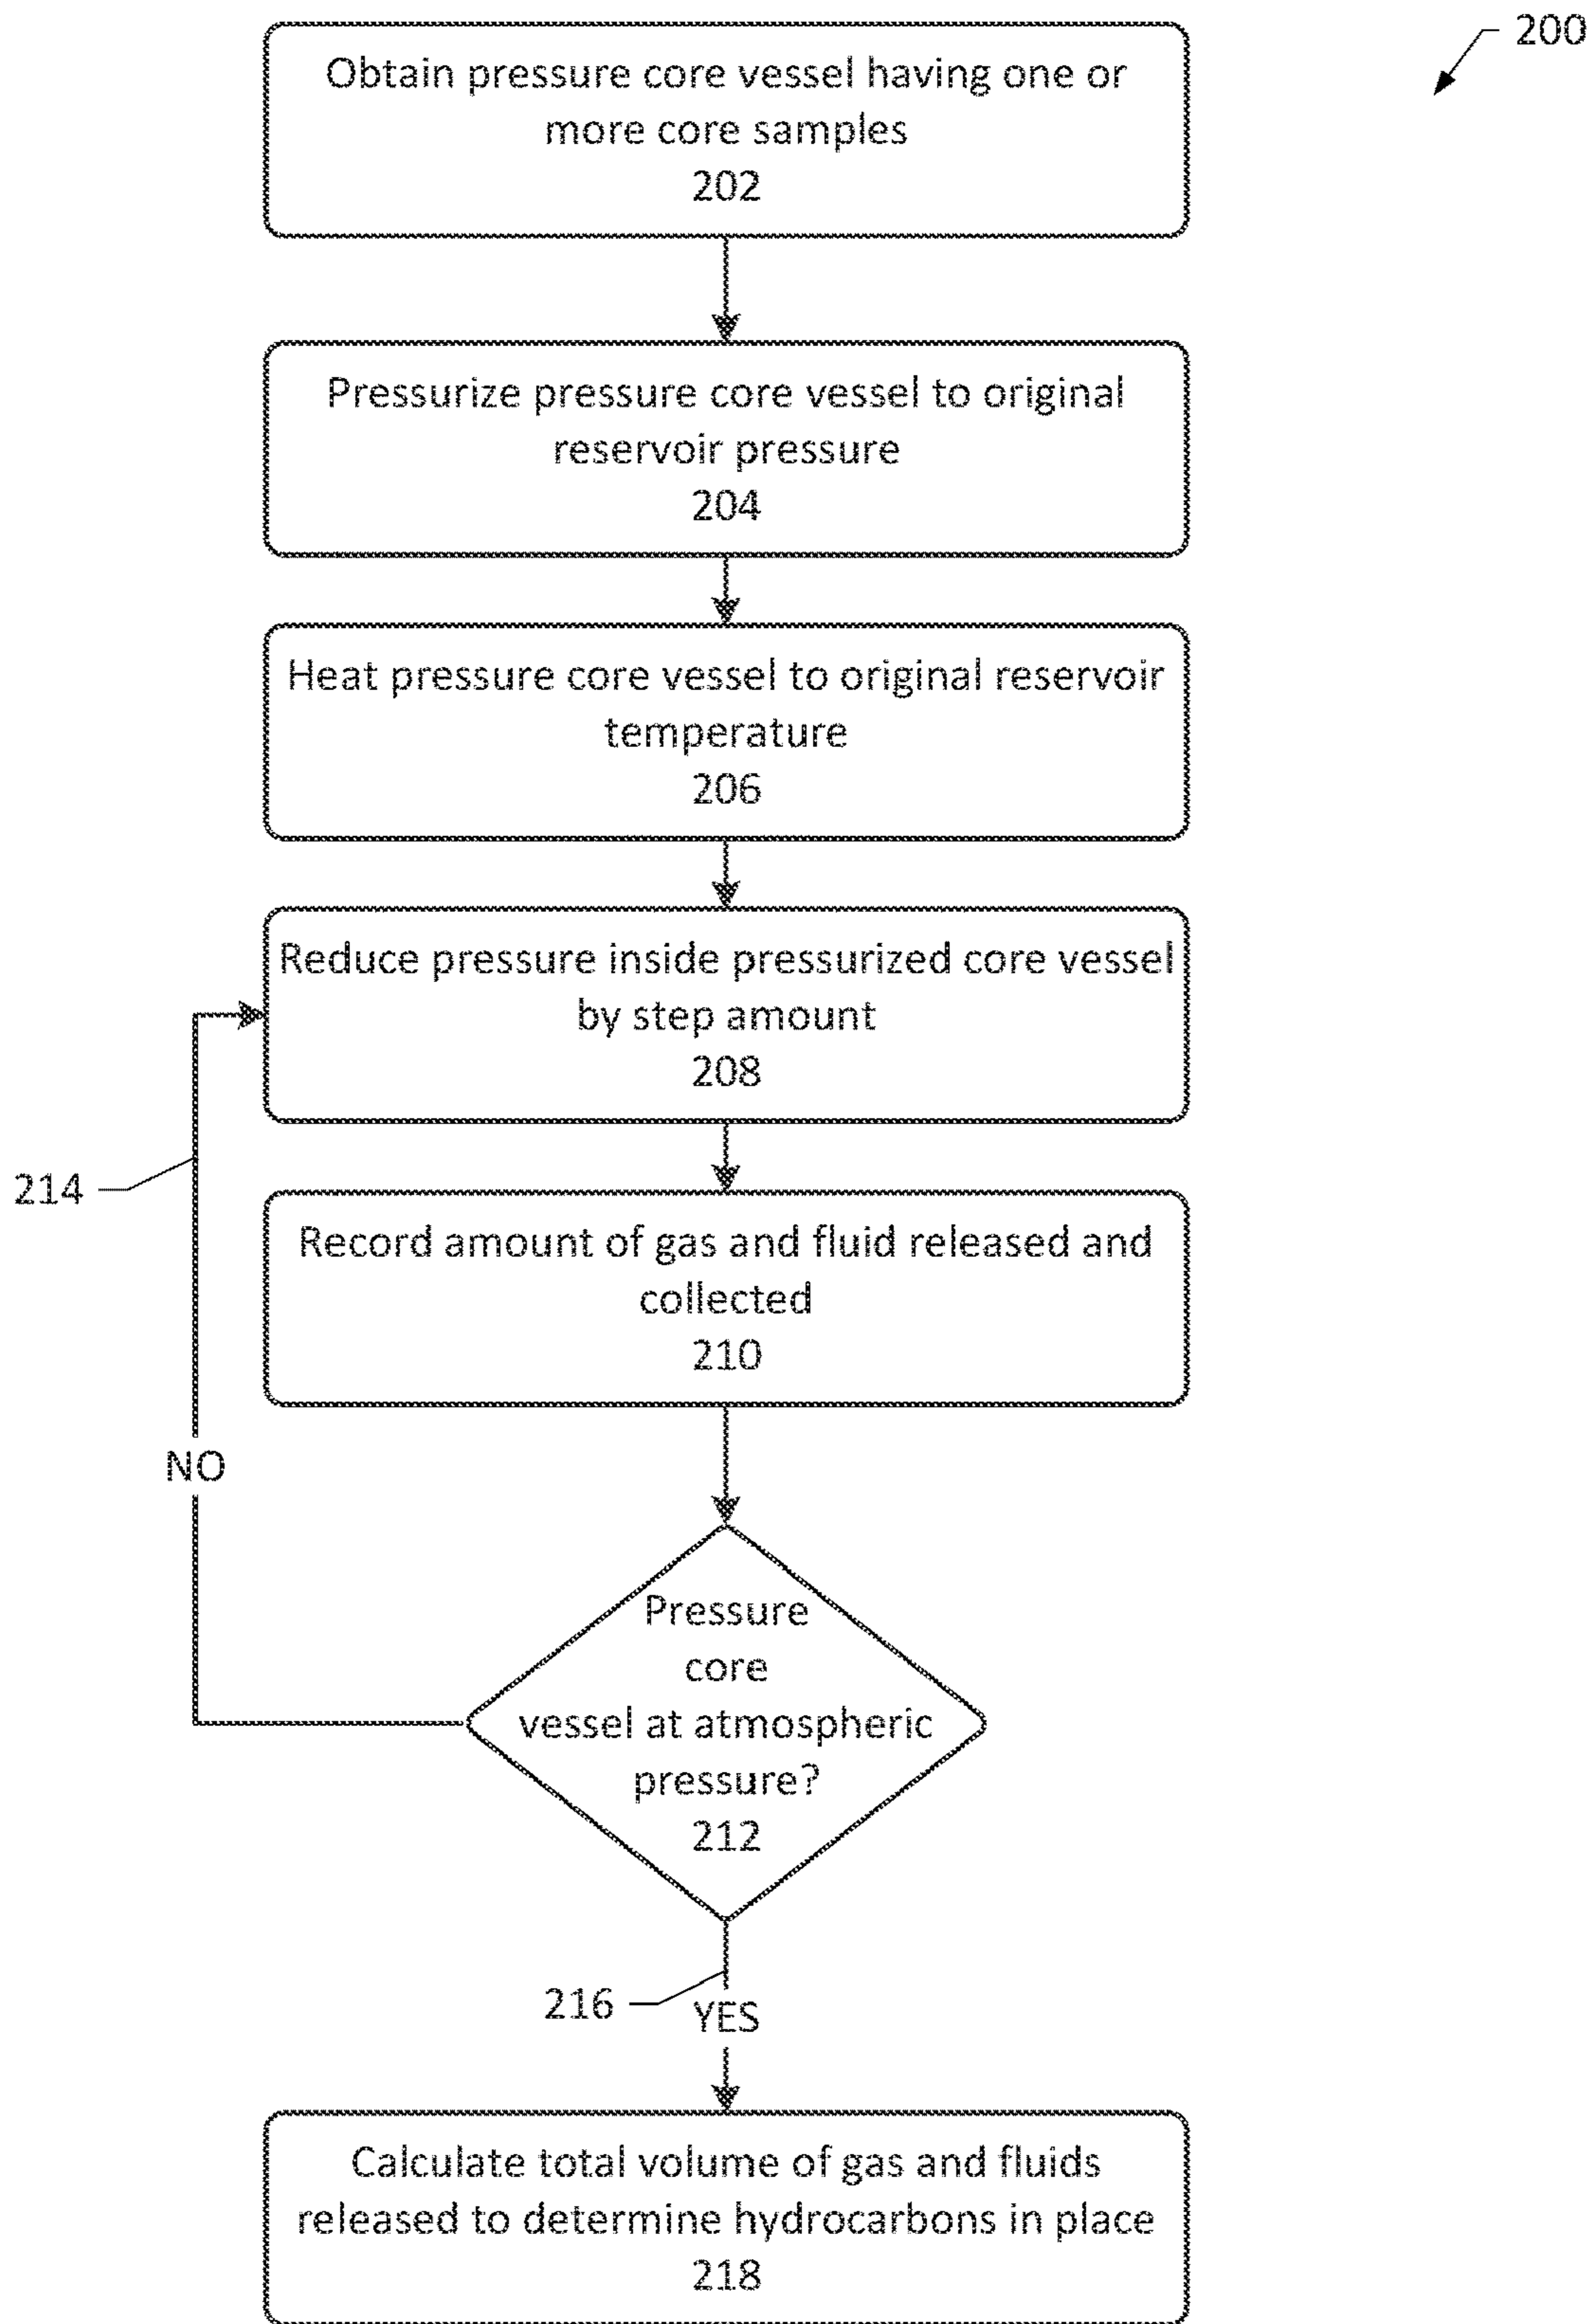 200
Obtain pressure core vessel having one or
more core samples
202
Pressurize pressure core vessel to original
reservoir pressure
204
Heat pressure core vessel to original reservoir
temperature
206
Reduce pressure inside pressurized core vessel
by step amount
208
214
Record amount of gas and fluid released and
collected
210
NO
Pressure
core
vessel at atmospheric
pressure?
212
216
YES
Calculate total volume of gas and fluids
released to determine hydrocarbons in place
218